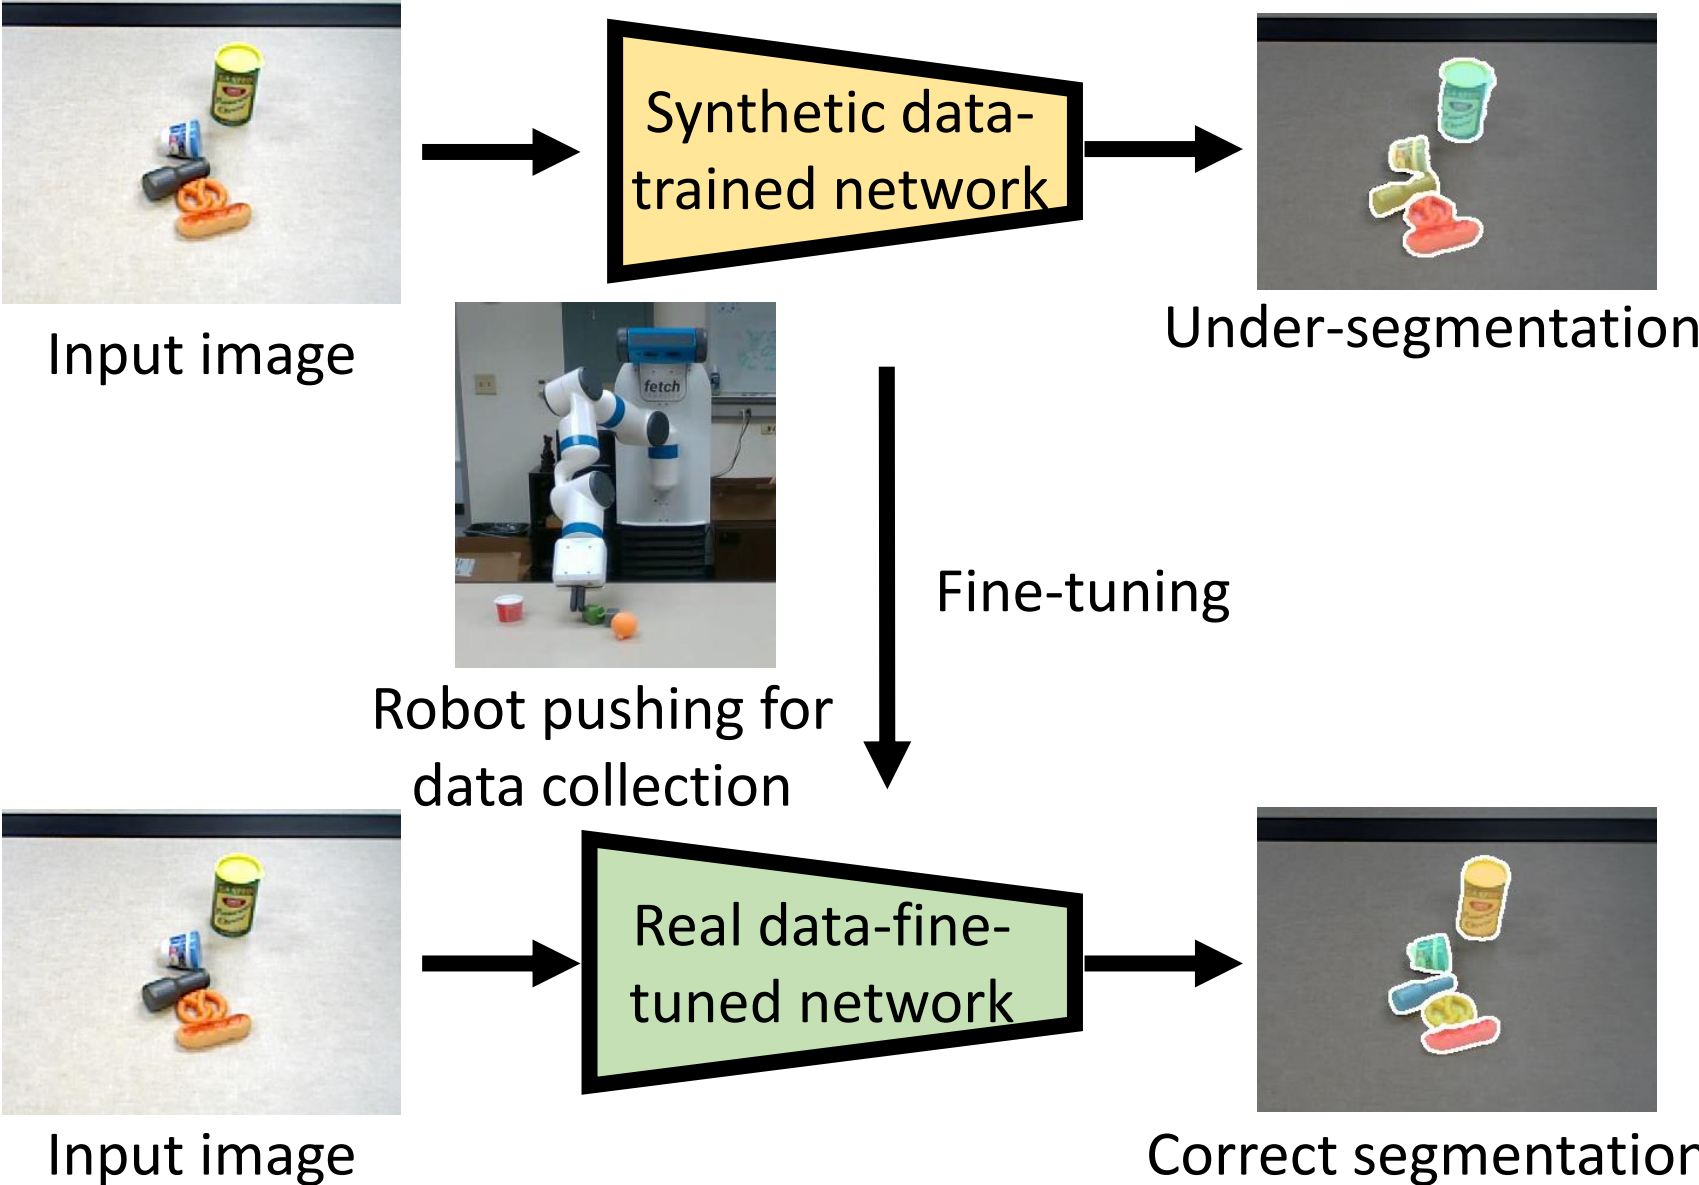 Synthetic data-
trained network
Input image
Under-segmentation
fetch
Fine-tuning
Robot pushing for
data collection
Real data-fine-
tuned network
Input image
Correct segmentation